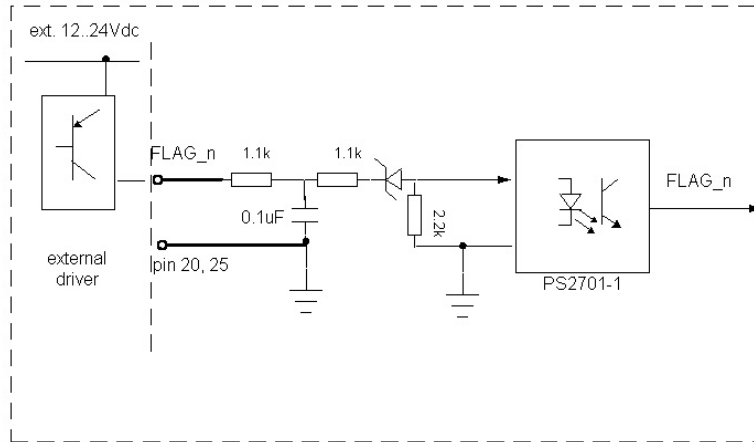 ext. 12..24Vdc
FLAG_n
1.1k
1.1k
FLAG_n
0.1uF
2.2k
external
driver
pin 20, 25
PS2701-1